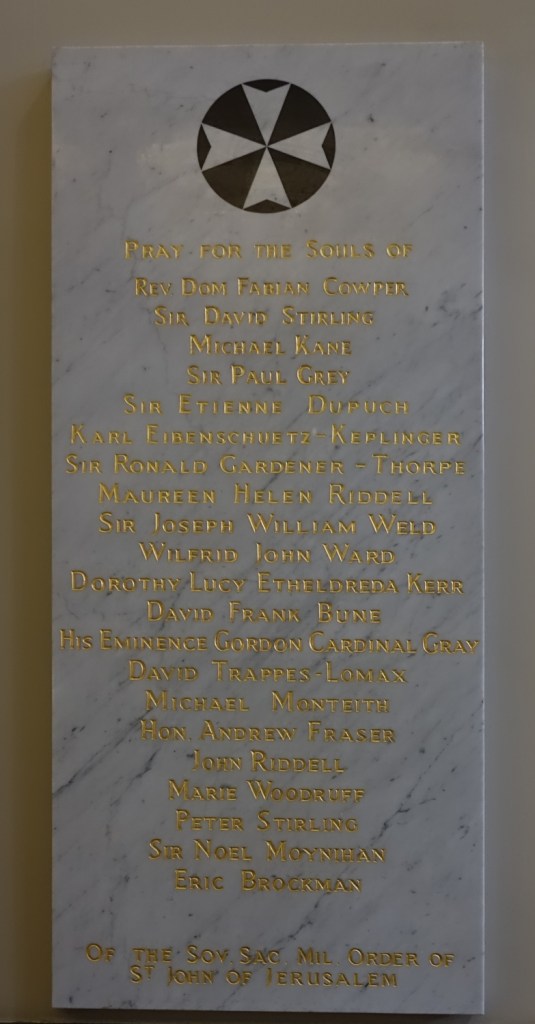 PRAY FOR THE SOULS OF
REV. DOM FABIAN COWPER
SIR DAVID STIRLING
MICHAEL KANE
SIR PAUL GREY
SIR ETIENNE DUPUCH
KARL EIBENSCHUETZ-KEPLINGER
SIR RONALD GARDENER-THORPE
MAUREEN HELEN RIDDELL
SIR JOSEPH WILLIAM WELD
WILFRID JOHN WARD
DOROTHY LUCY ETHELDREDA KERR
DAVID FRANK BUNE
HIS EMINENCE GORDON CARDINAL GRAY
DAVID TRAPPES-LOMAX
MICHAEL MONTEITH
HON. ANDREW FRASER
JOHN RIDDELL
MARIE WOODRUFF
PETER STIRLING
SIR NOEL MOYNIHAN
ERIC BROCKMAN
OF THE SOV. SAC. MIL. ORDER OF
ST JOHN OF JERUSALEM